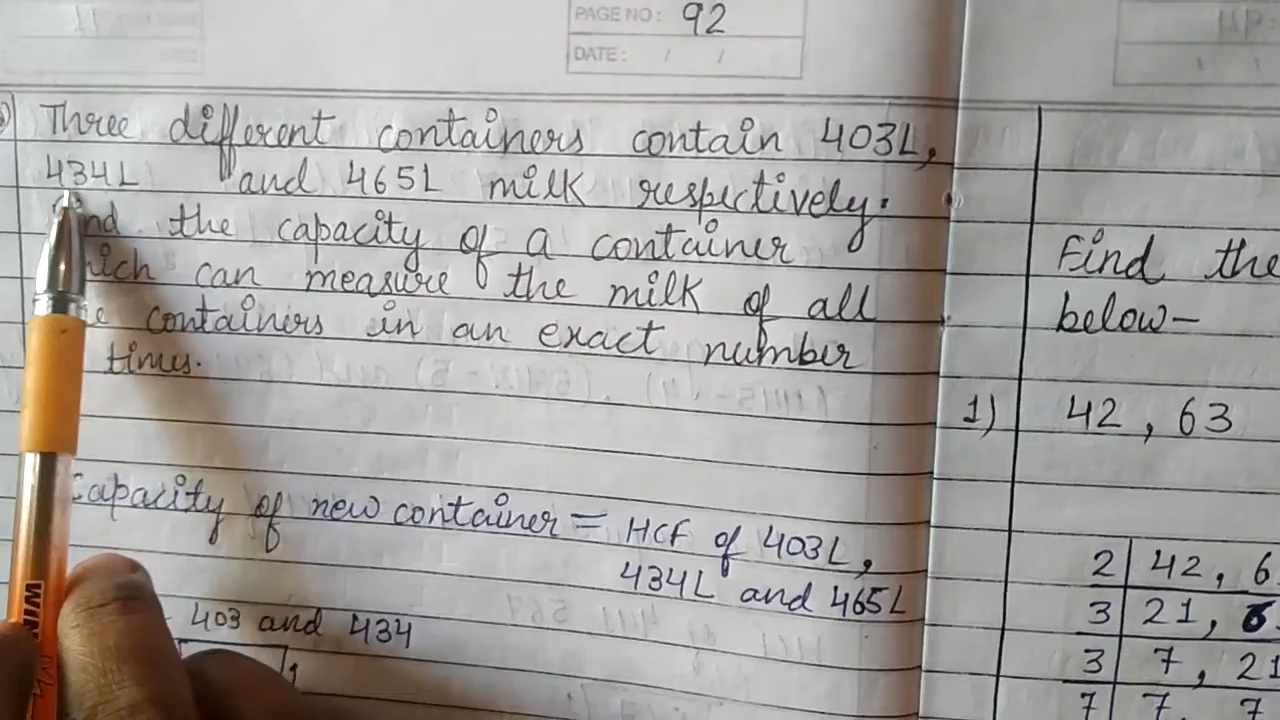 PAGE NO: 92
DATE: / /
Three different containers contain 403L,
434L and 465L milk respectively.
the capacity of a container
can measure the milk of all
containers in an exact number
times.
Capacity of new container = HCF of 403L,
434L and 465L
403 and 434
1
Find the
below-
1) 42, 63
2 42, 6
3 21, 6
3 7, 21
7 7, 7
WIN